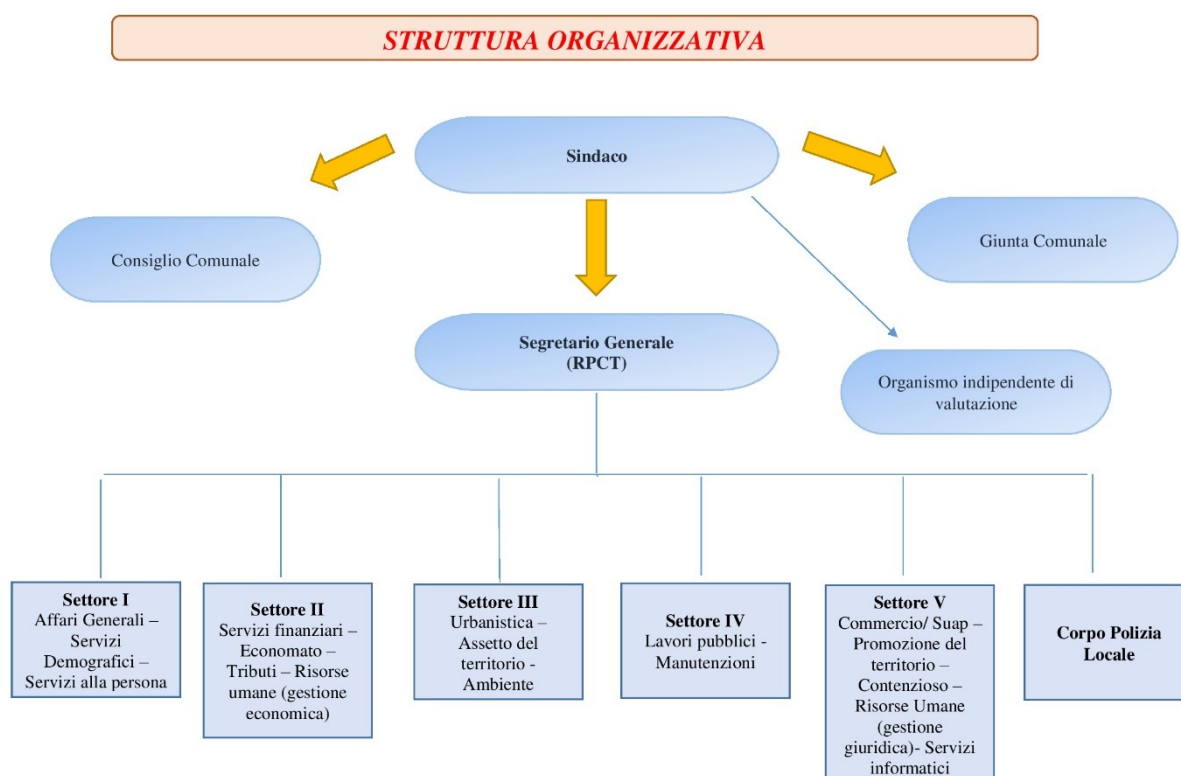 STRUTTURA ORGANIZZATIVA
Sindaco
Consiglio Comunale
Giunta Comunale
Segretario Generale
(RPCT)
Organismo indipendente di
valutazione
Settore I
Affari Generali –
Servizi
Demografici –
Servizi alla persona
Settore II
Servizi finanziari –
Economato –
Tributi – Risorse
umane (gestione
economica)
Settore III
Urbanistica –
Assetto del
territorio -
Ambiente
Settore IV
Lavori pubblici -
Manutenzioni
Settore V
Commercio/ Suap –
Promozione del
territorio –
Contenzioso –
Risorse Umane
(gestione
giuridica)- Servizi
informatici
Corpo Polizia
Locale